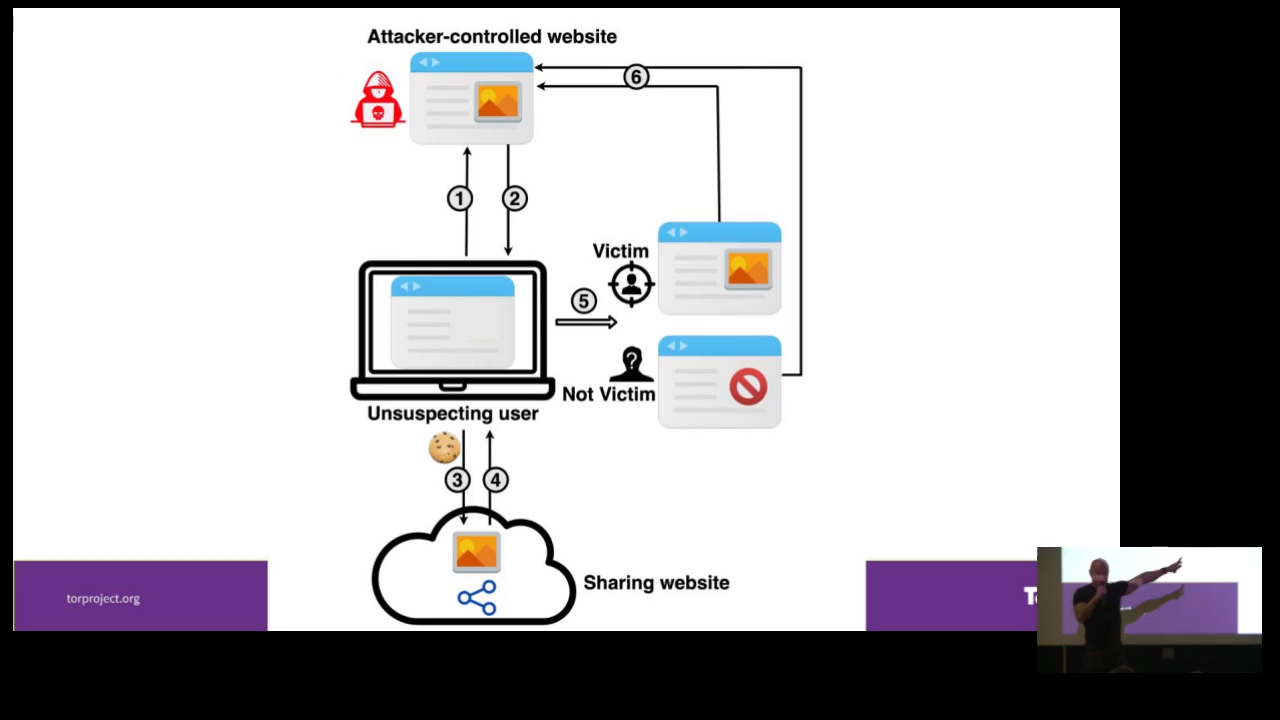 Attacker-controlled website
6
1
2
Victim
5
Not Victim
Unsuspecting user
3
4
Sharing website
torproject.org